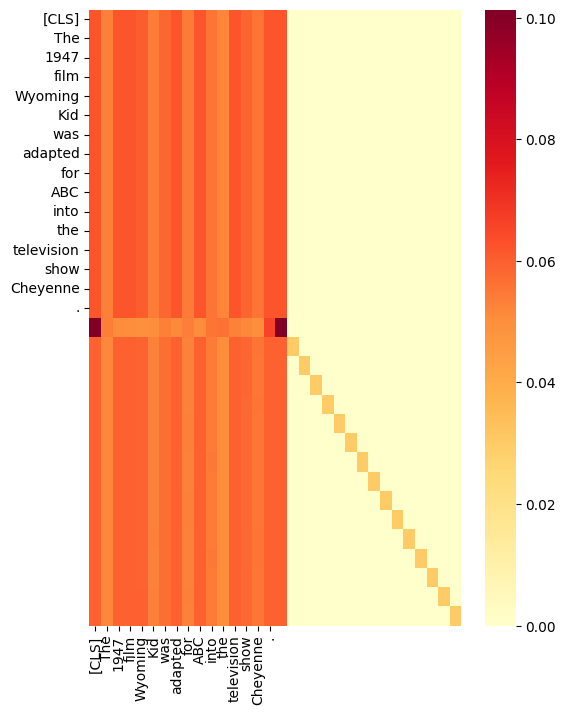 [CLS]
The
1947
film
Wyoming
Kid
was
adapted
for
ABC
into
the
television
show
Cheyenne
.
0.10
0.08
0.06
0.04
0.02
0.00
[CLS]
The
1947
film
Wyoming
Kid
was
adapted
for
ABC
into
the
television
show
Cheyenne
.